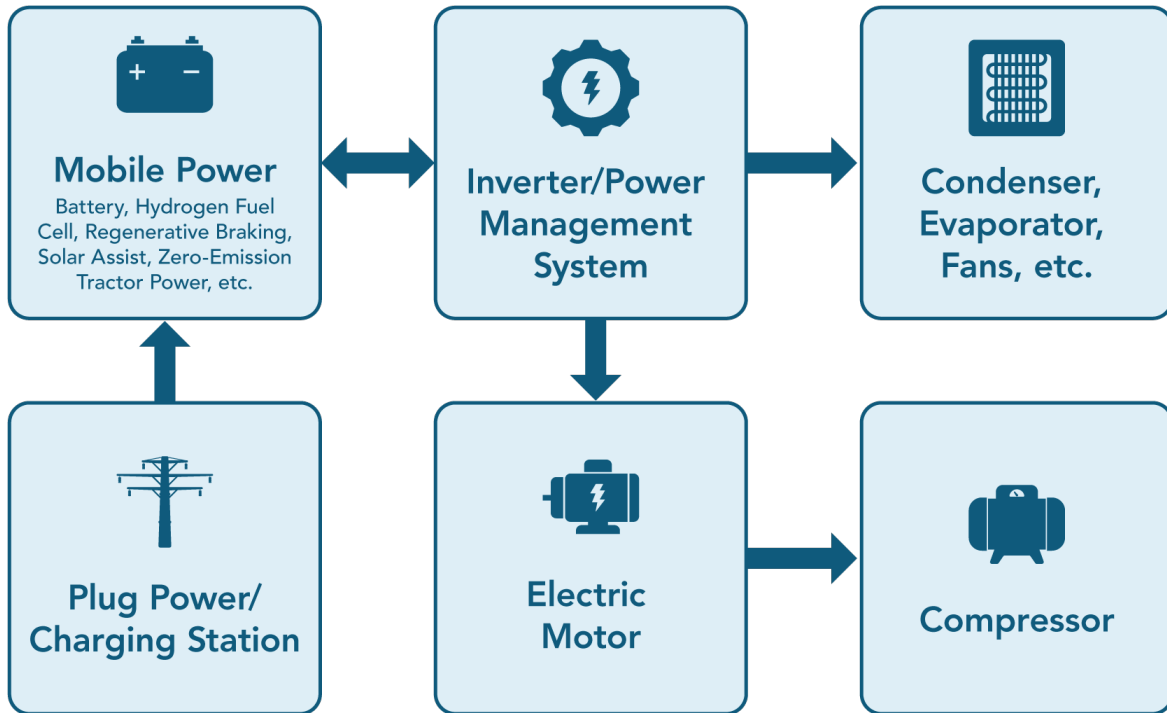 + −
Mobile Power
Battery, Hydrogen Fuel
Cell, Regenerative Braking,
Solar Assist, Zero-Emission
Tractor Power, etc.
Inverter/Power
Management
System
Condenser,
Evaporator,
Fans, etc.
Plug Power/
Charging Station
Electric
Motor
Compressor